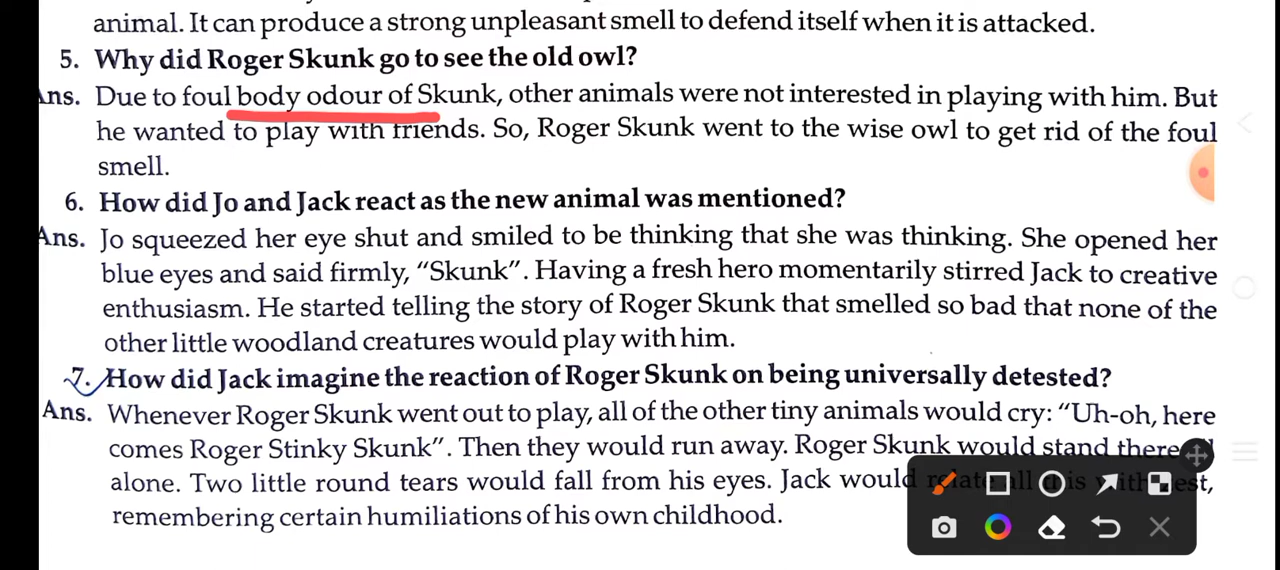 animal. It can produce a strong unpleasant smell to defend itself when it is attacked.
5. Why did Roger Skunk go to see the old owl?
Ans. Due to foul body odour of Skunk, other animals were not interested in playing with him. But
he wanted to play with friends. So, Roger Skunk went to the wise owl to get rid of the foul
smell.
6. How did Jo and Jack react as the new animal was mentioned?
Ans. Jo squeezed her eye shut and smiled to be thinking that she was thinking. She opened her
blue eyes and said firmly, “Skunk”. Having a fresh hero momentarily stirred Jack to creative
enthusiasm. He started telling the story of Roger Skunk that smelled so bad that none of the
other little woodland creatures would play with him.
7. How did Jack imagine the reaction of Roger Skunk on being universally detested?
Ans. Whenever Roger Skunk went out to play, all of the other tiny animals would cry: “Uh-oh, here
comes Roger Stinky Skunk”. Then they would run away. Roger Skunk would stand there
alone. Two little round tears would fall from his eyes. Jack would relate all this with
remembering certain humiliations of his own childhood.